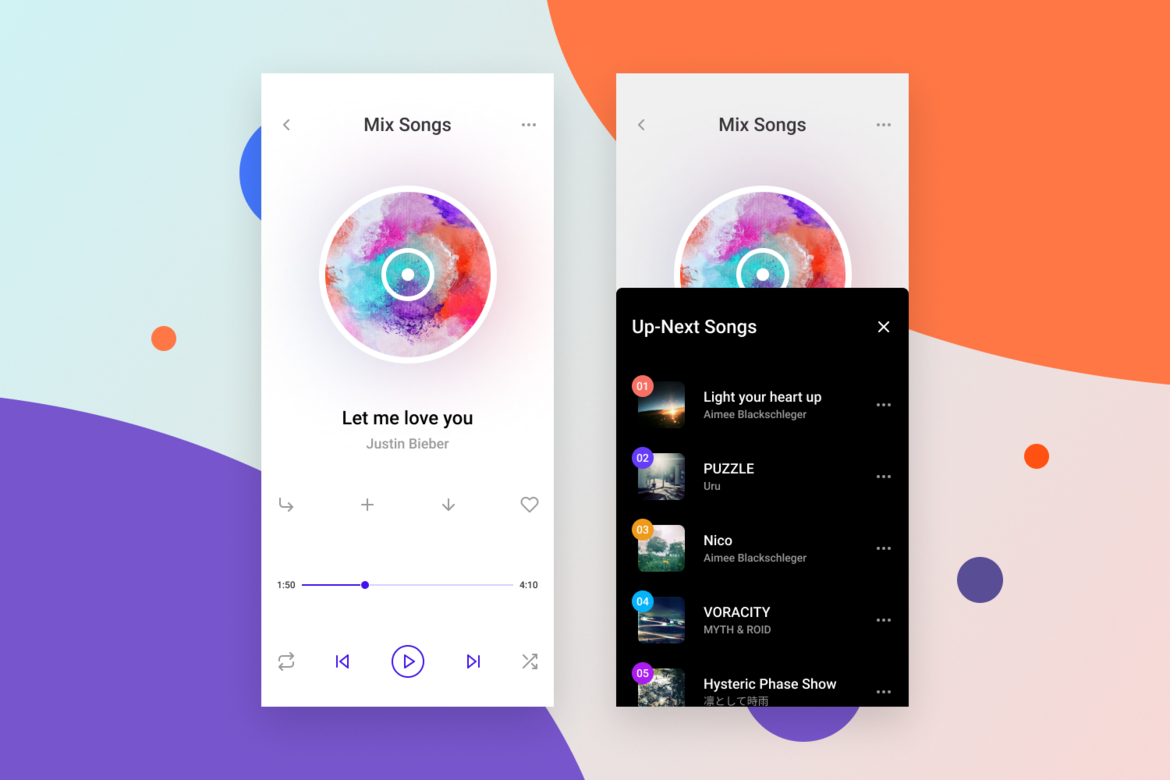 Mix Songs
Let me love you
Justin Bieber
1:50
4:10
Mix Songs
Up-Next Songs
01
Light your heart up
Aimee Blackschleger
02
PUZZLE
Uru
03
Nico
Aimee Blackschleger
04
VORACITY
MYTH & ROID
05
Hysteric Phase Show
凛として時雨